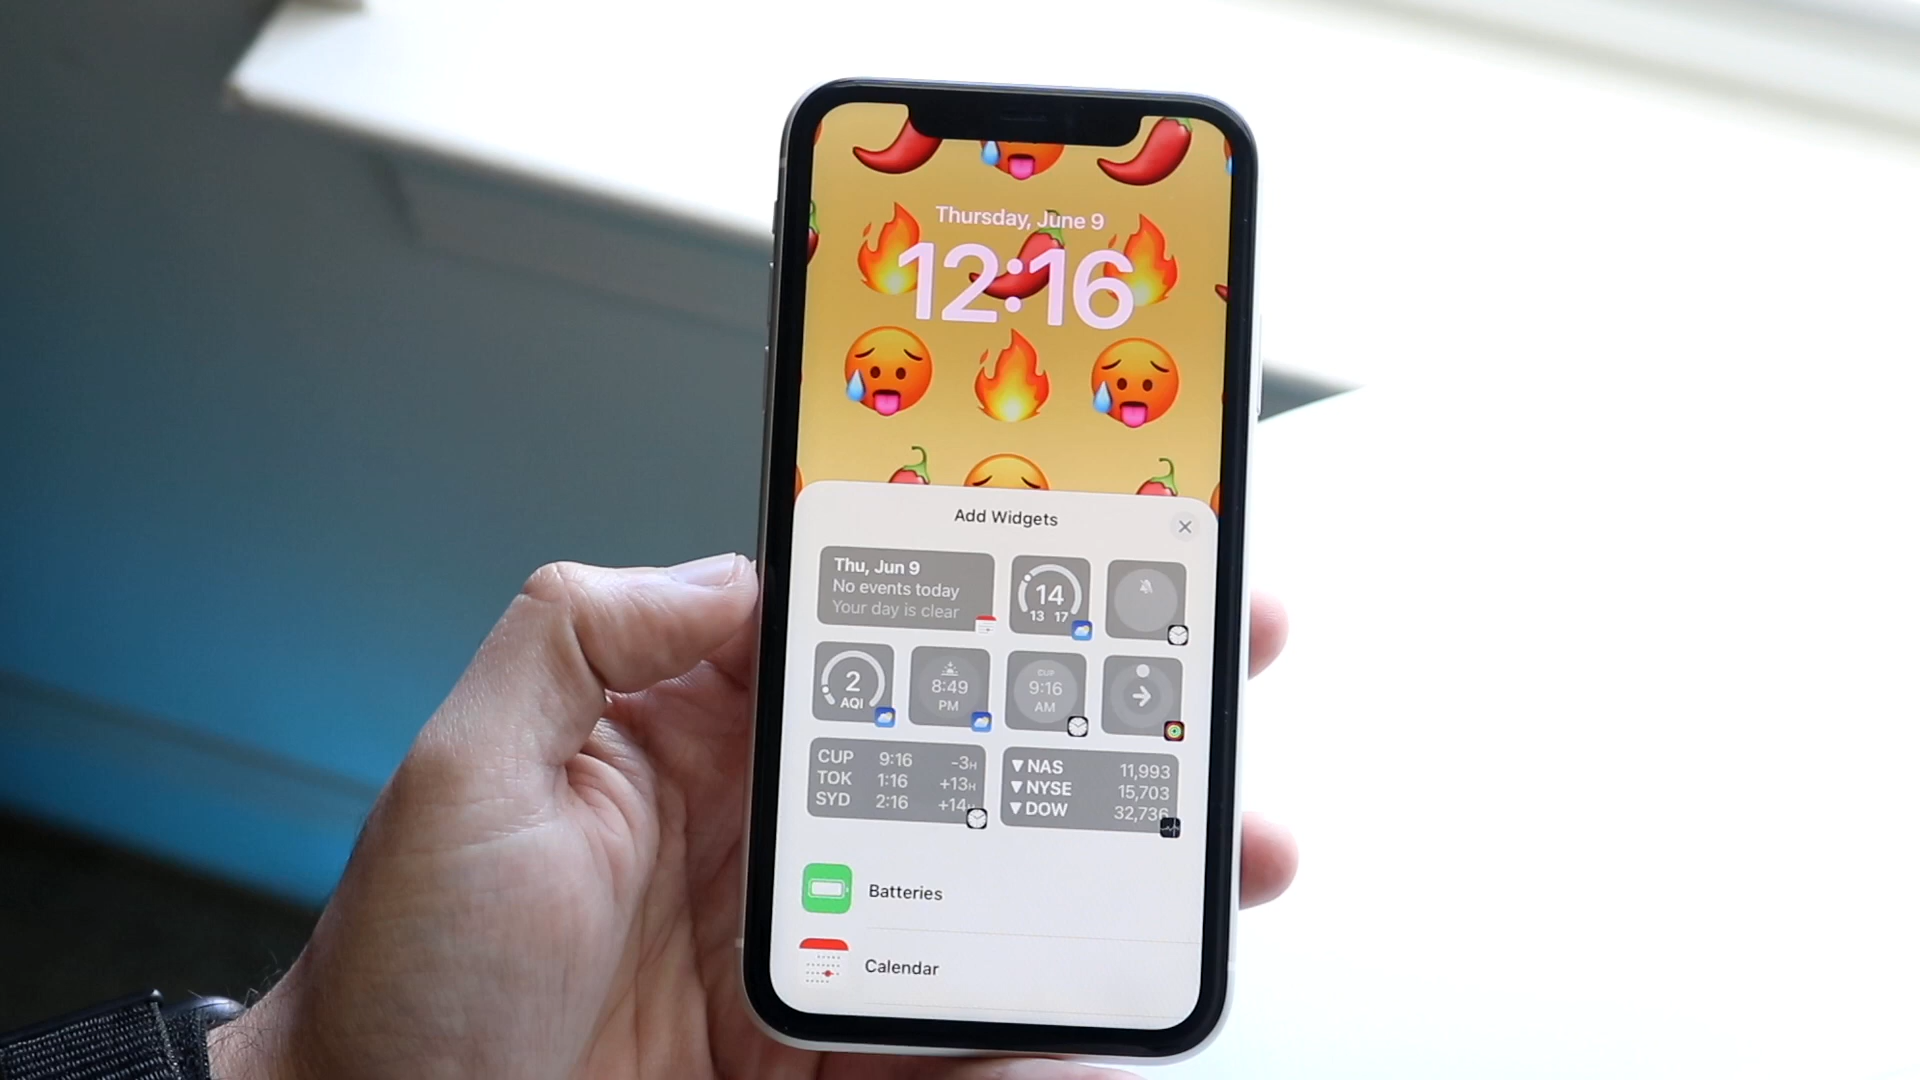 Thursday, June 9
12:16
Add Widgets
Thu, Jun 9
No events today
Your day is clear
14
13 17
2
AQI
8:49
PM
CUP
9:16
AM
CUP 9:16 -3H
TOK 1:16 +13H
SYD 2:16 +14H
▼NAS 11,993
▼NYSE 15,703
▼DOW 32,736
Batteries
Calendar